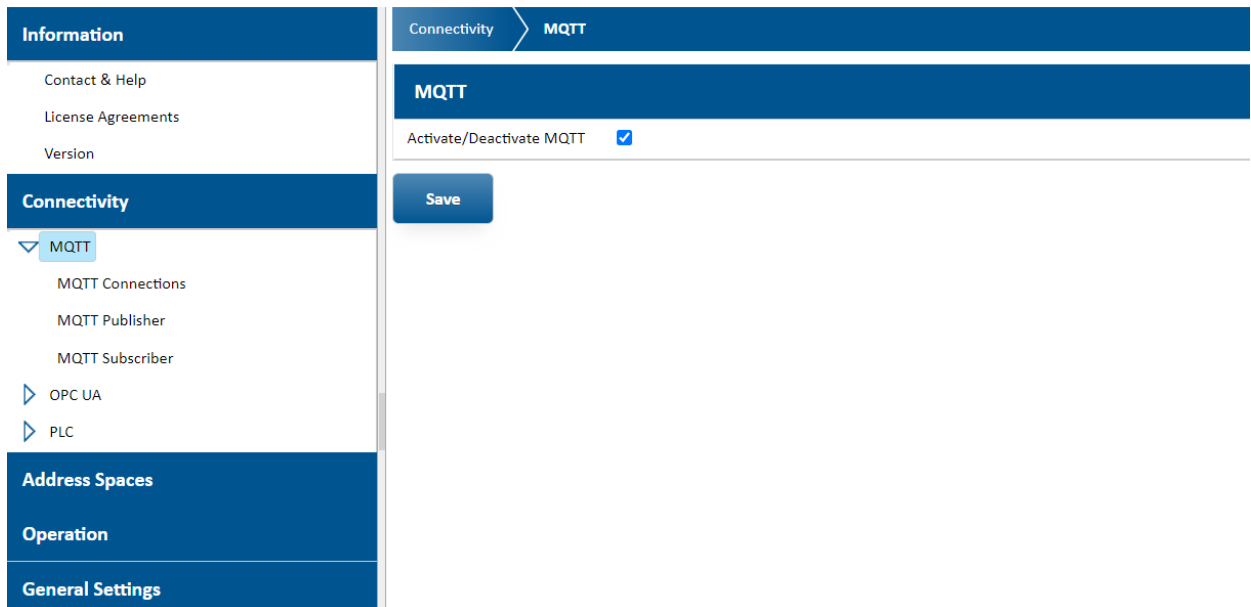 Information
Contact & Help
License Agreements
Version
Connectivity
MQTT
MQTT Connections
MQTT Publisher
MQTT Subscriber
OPC UA
PLC
Address Spaces
Operation
General Settings
Connectivity MQTT
MQTT
Activate/Deactivate MQTT
Save